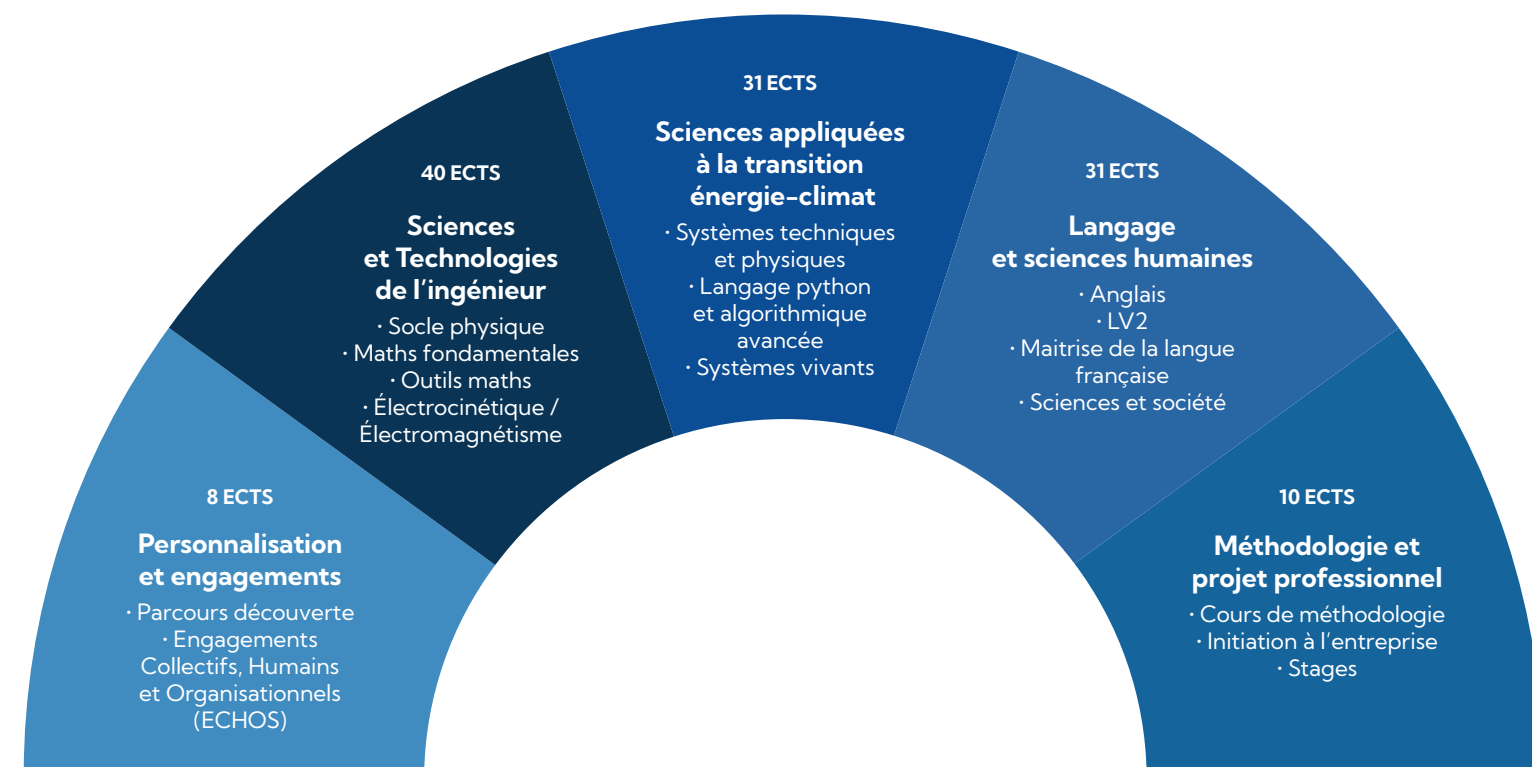 8 ECTS
Personnalisation
et engagements
· Parcours découverte
· Engagements
Collectifs, Humains
et Organisationnels
(ECHOS)
40 ECTS
Sciences
et Technologies
de l’ingénieur
· Socle physique
· Maths fondamentales
· Outils maths
· Électrocinétique /
Électromagnétisme
31 ECTS
Sciences appliquées
à la transition
énergie-climat
· Systèmes techniques
et physiques
· Langage python
et algorithmique
avancée
· Systèmes vivants
31 ECTS
Langage
et sciences humaines
· Anglais
· LV2
· Maitrise de la langue
française
· Sciences et société
10 ECTS
Méthodologie et
projet professionnel
· Cours de méthodologie
· Initiation à l’entreprise
· Stages